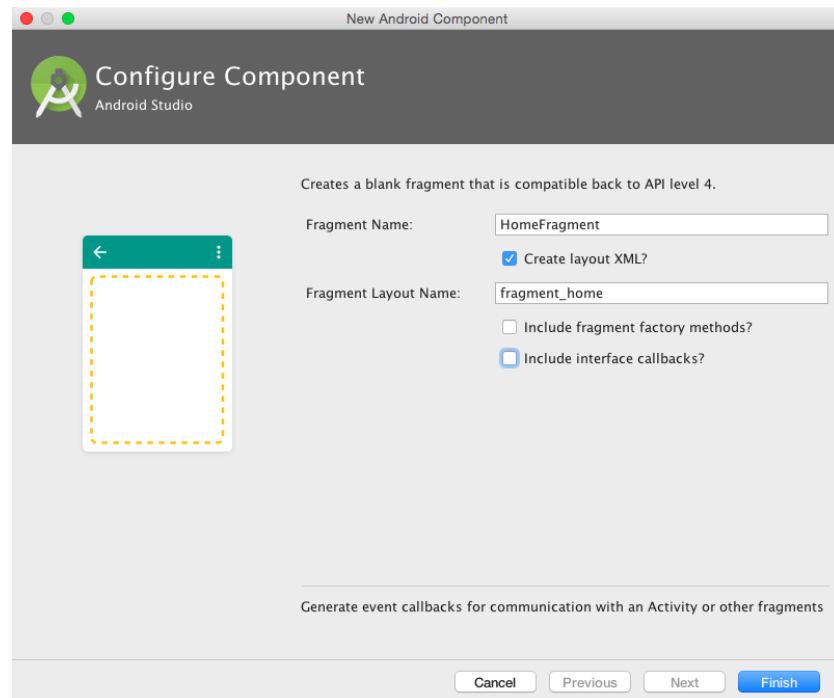 New Android Component
Configure Component
Android Studio
Creates a blank fragment that is compatible back to API level 4.
Fragment Name:
HomeFragment
Create layout XML?
Fragment Layout Name:
fragment_home
Include fragment factory methods?
Include interface callbacks?
Generate event callbacks for communication with an Activity or other fragments
Cancel
Previous
Next
Finish